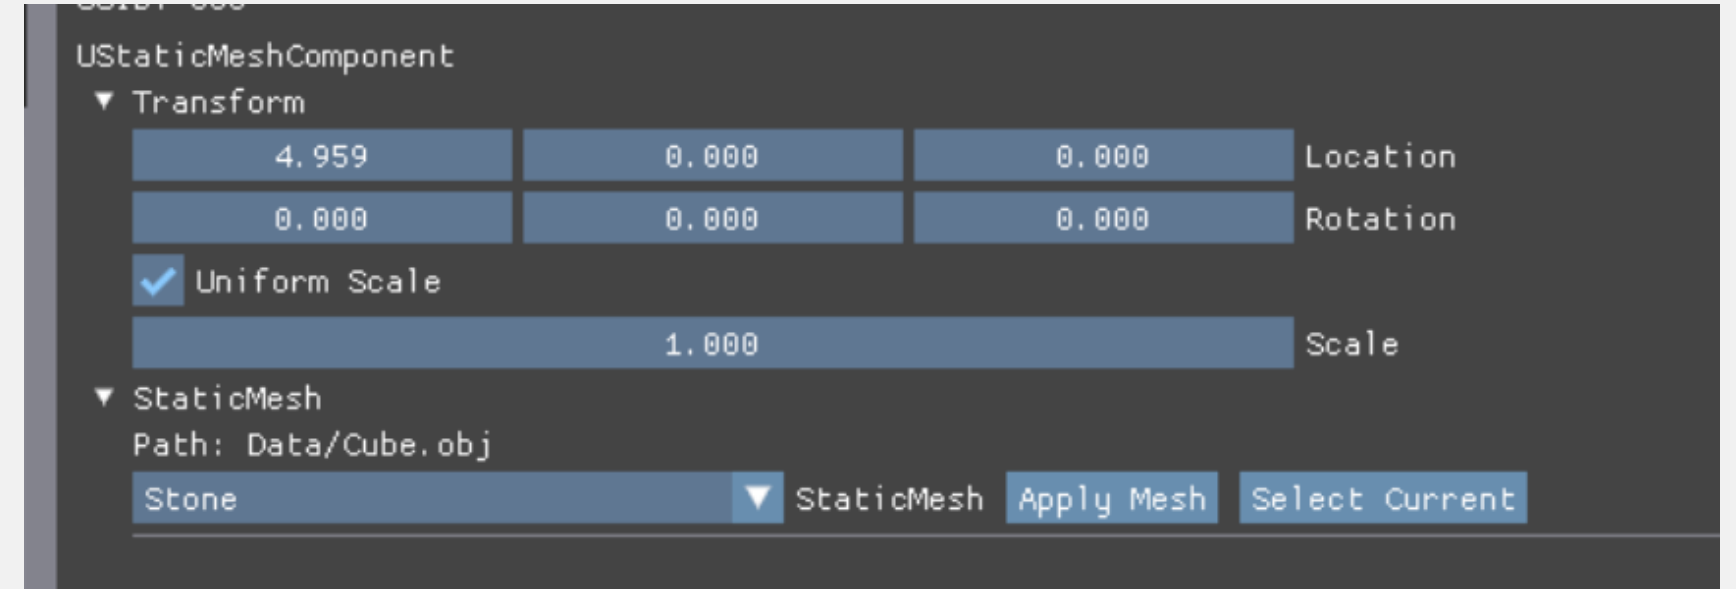 UStaticMeshComponent
Transform
4.959 0.000 0.000 Location
0.000 0.000 0.000 Rotation
Uniform Scale
1.000 Scale
StaticMesh
Path: Data/Cube.obj
Stone StaticMesh Apply Mesh Select Current